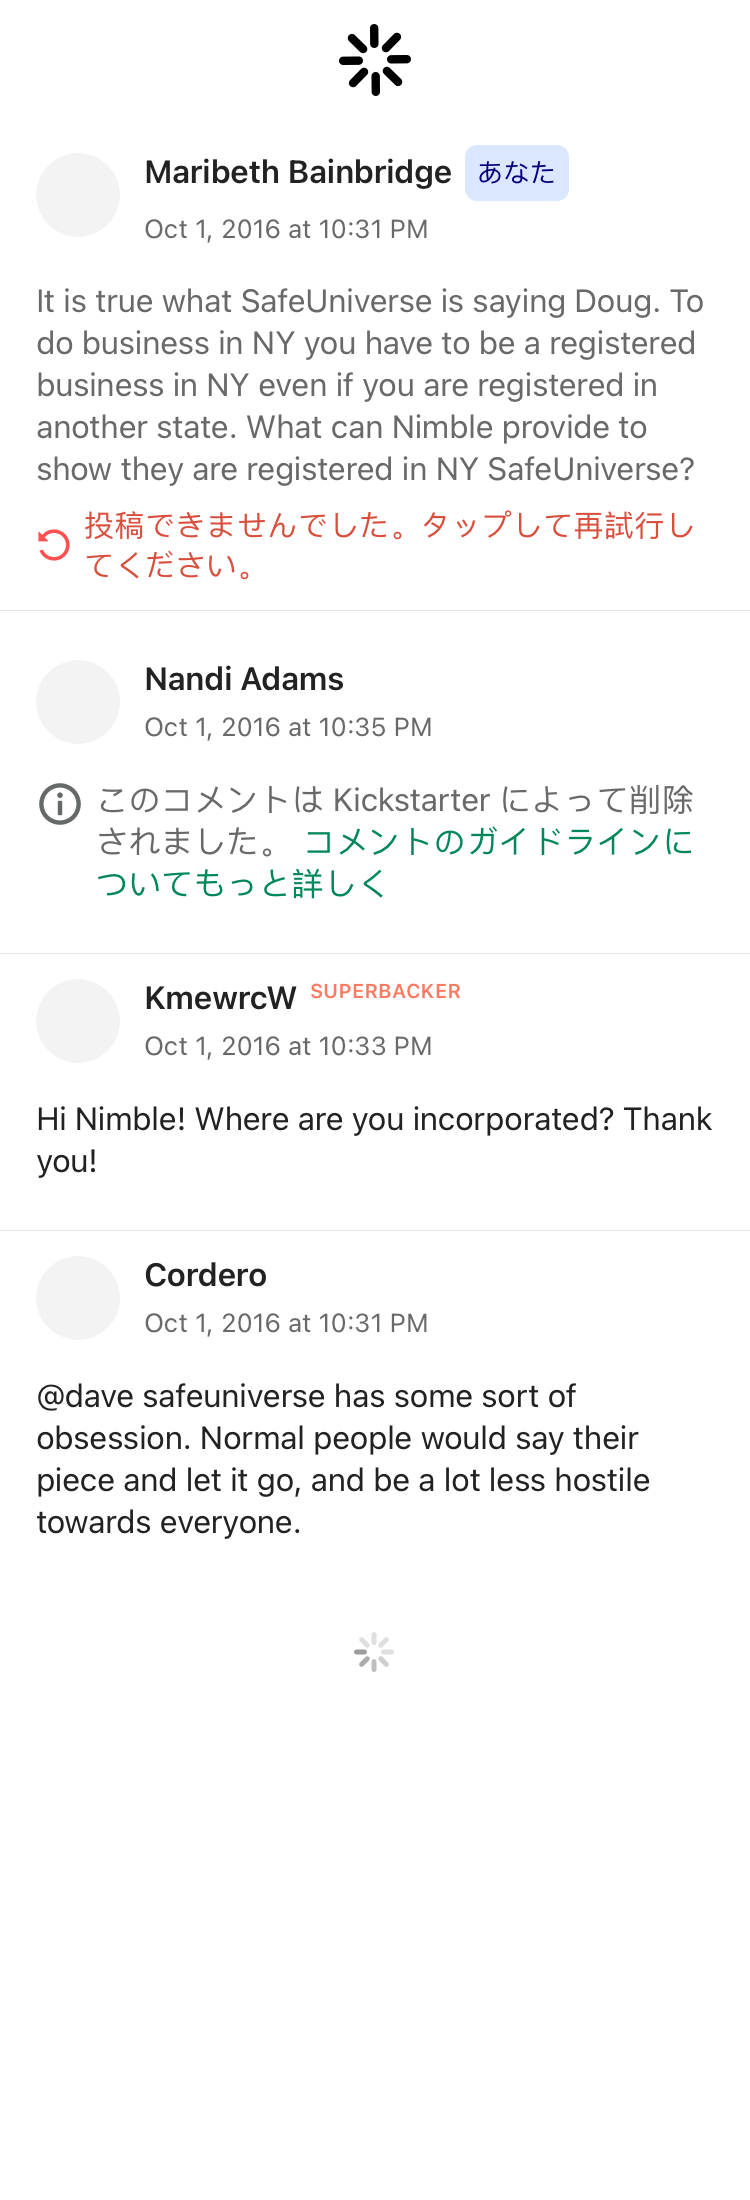 Maribeth Bainbridge あなた
Oct 1, 2016 at 10:31 PM
It is true what SafeUniverse is saying Doug. To
do business in NY you have to be a registered
business in NY even if you are registered in
another state. What can Nimble provide to
show they are registered in NY SafeUniverse?
投稿できませんでした。タップして再試行し
てください。
Nandi Adams
Oct 1, 2016 at 10:35 PM
このコメントは Kickstarter によって削除
されました。 コメントのガイドラインに
ついてもっと詳しく
KmewrcW SUPERBACKER
Oct 1, 2016 at 10:33 PM
Hi Nimble! Where are you incorporated? Thank
you!
Cordero
Oct 1, 2016 at 10:31 PM
@dave safeuniverse has some sort of
obsession. Normal people would say their
piece and let it go, and be a lot less hostile
towards everyone.